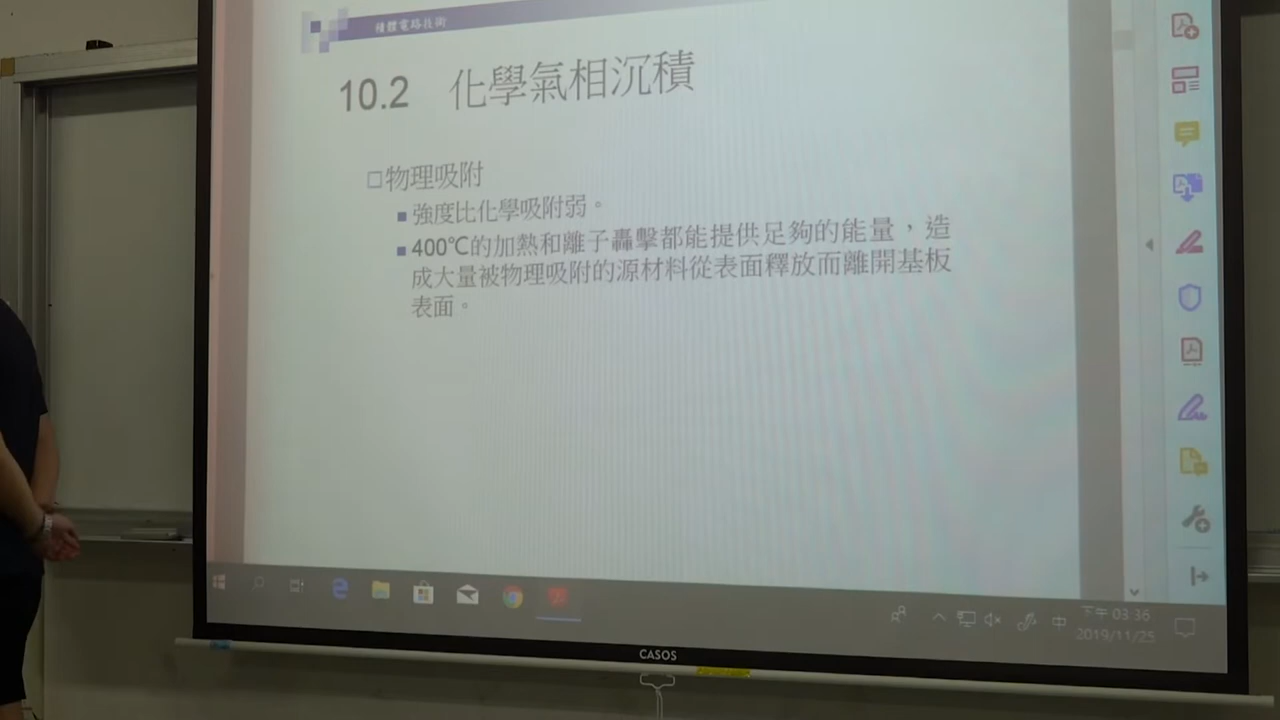 積體電路技術
10.2 化學氣相沉積
物理吸附
強度比化學吸附弱。
400℃的加熱和離子轟擊都能提供足夠的能量，造
成大量被物理吸附的源材料從表面釋放而離開基板
表面。
中
下午 03:36
2019/11/25
CASOS